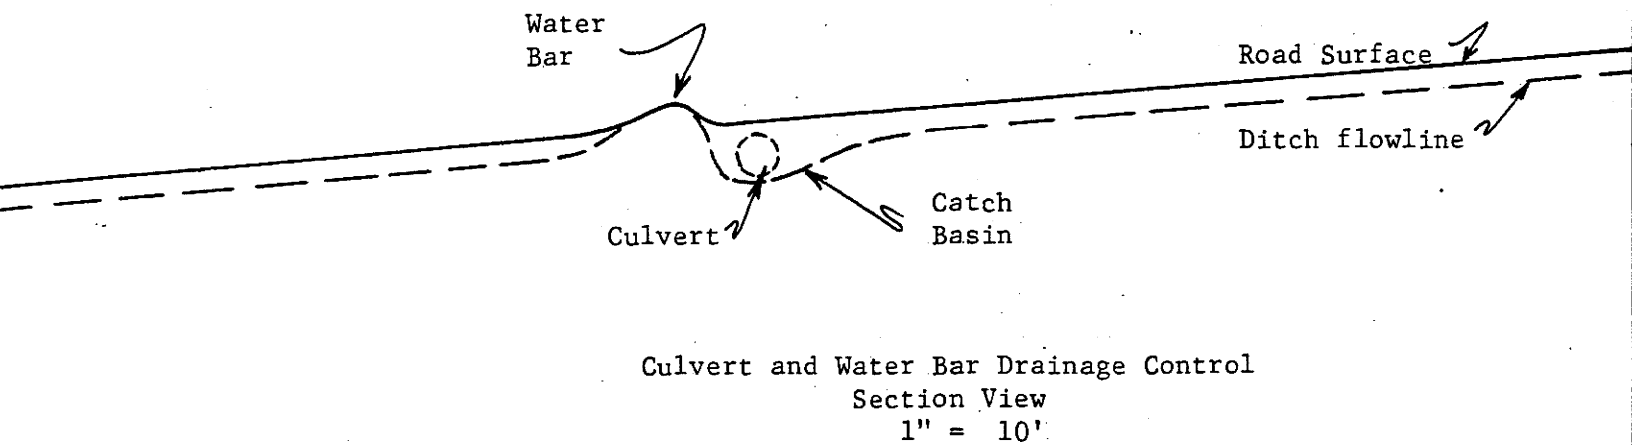 Water
Bar
Road Surface
Ditch flowline
Catch
Basin
Culvert
Culvert and Water Bar Drainage Control
Section View
1" = 10'